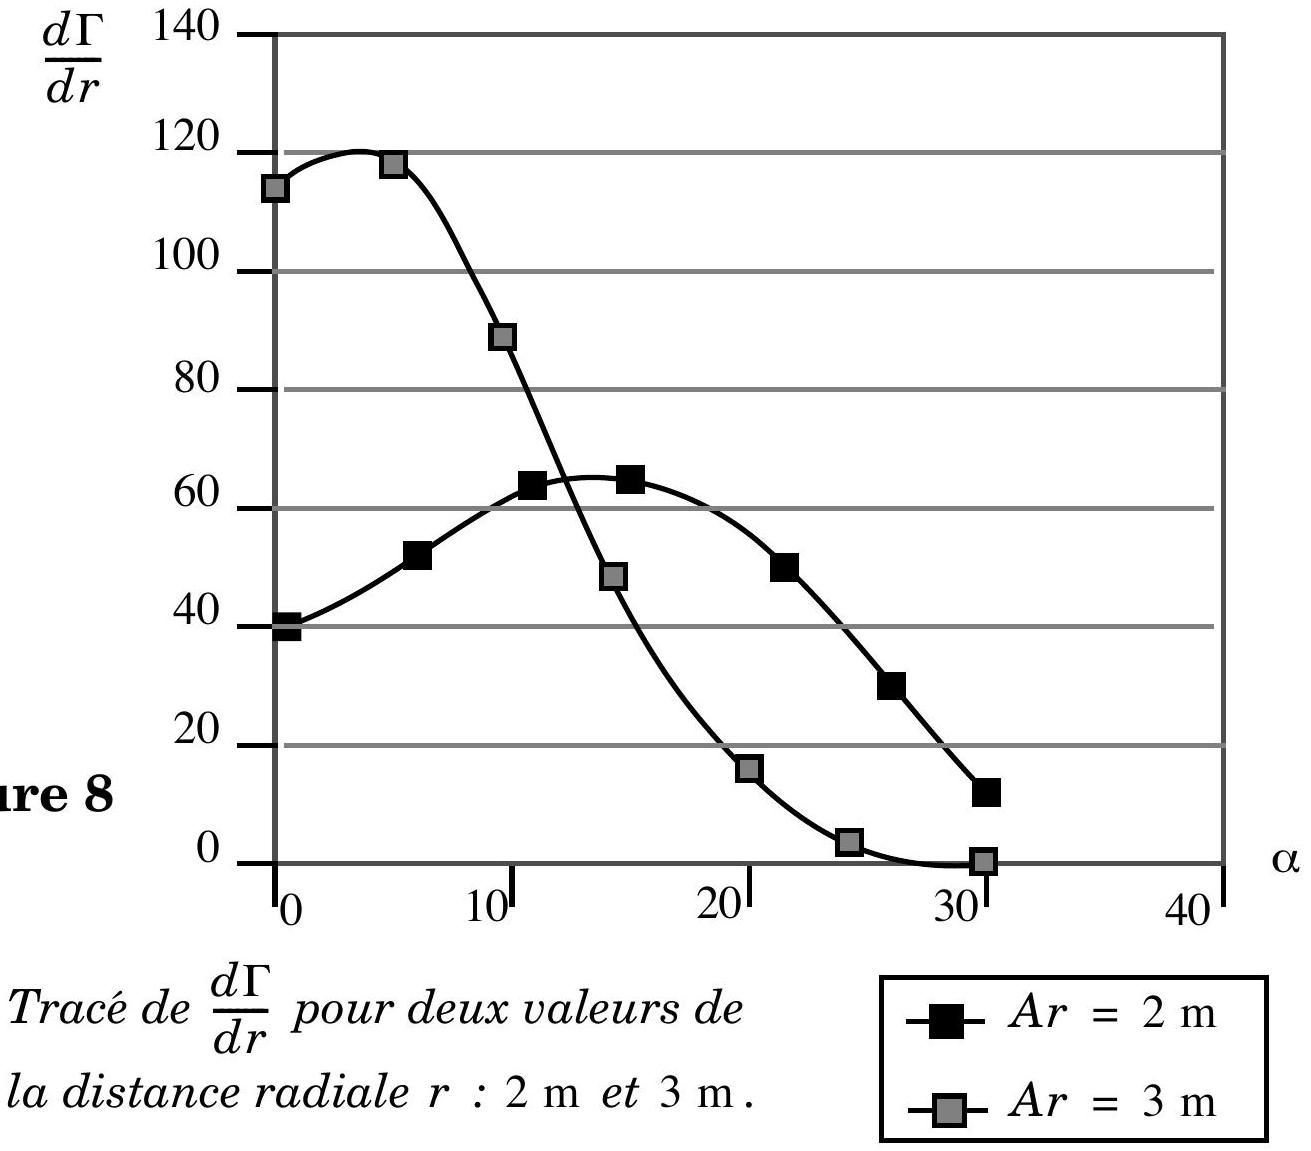 dΓ
dr
140
120
100
80
60
40
20
0
ure 8
0 10 20 30 40
α
Tracé de dΓ/dr pour deux valeurs de
la distance radiale r : 2 m et 3 m.
Ar = 2 m
Ar = 3 m